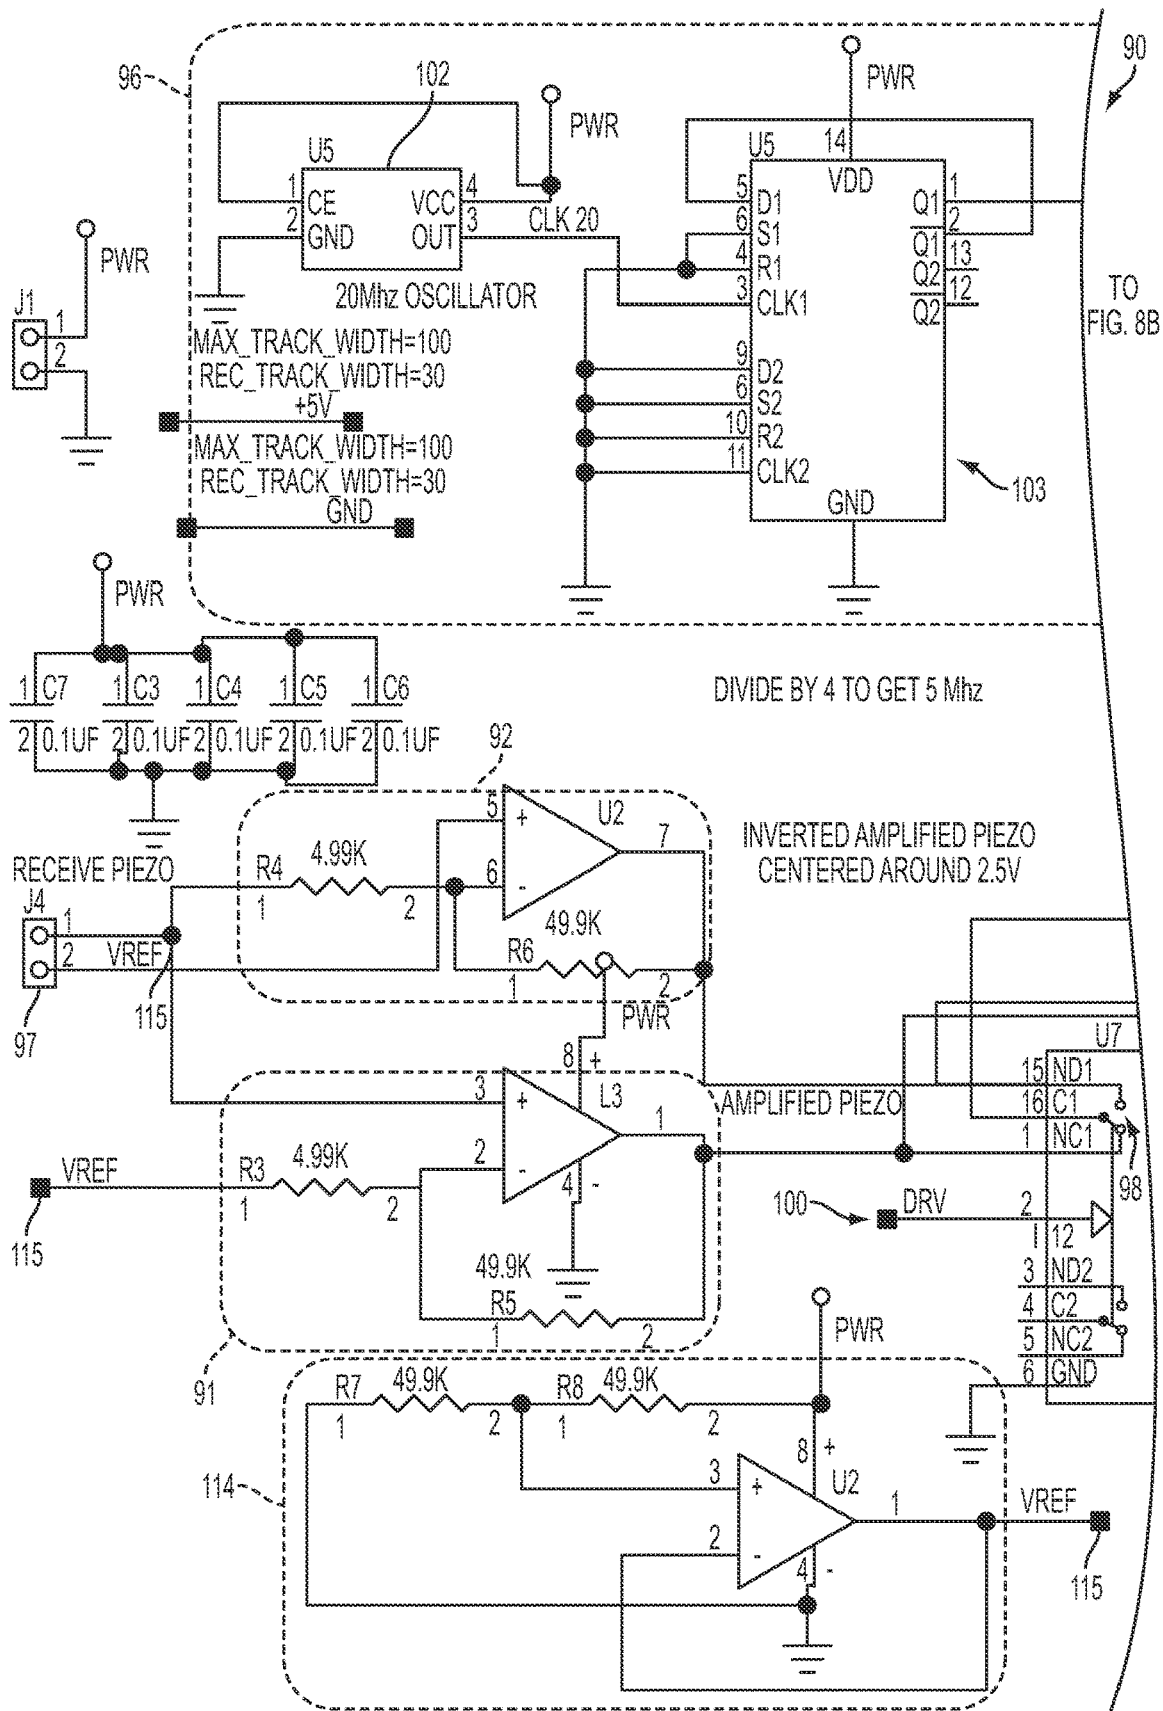 96
102
PWR
90
PWR
U5
1 CE
2 GND
VCC 4
OUT 3
CLK 20
20Mhz OSCILLATOR
U5
14
VDD
5 D1
6 S1
4 R1
3 CLK1
9 D2
6 S2
10 R2
11 CLK2
GND
Q1 1
Q1 2
Q2 13
Q2 12
103
TO
FIG. 8B
PWR
J1
1
2
MAX_TRACK_WIDTH=100
REC_TRACK_WIDTH=30
+5V
MAX_TRACK_WIDTH=100
REC_TRACK_WIDTH=30
GND
PWR
1 C7 1 C3 1 C4 1 C5 1 C6
2 0.1UF 2 0.1UF 2 0.1UF 2 0.1UF 2 0.1UF
DIVIDE BY 4 TO GET 5 Mhz
92
5 +
U2
7
6 -
R4 4.99K
1 2
49.9K
R6
1 2
PWR
INVERTED AMPLIFIED PIEZO
CENTERED AROUND 2.5V
RECEIVE PIEZO
J4
1
2
VREF
97
115
8 +
L3
3 +
1
2 -
4 -
AMPLIFIED PIEZO
VREF
115
R3 4.99K
1 2
49.9K
R5
1 2
91
U7
15 ND1
16 C1
1 NC1
98
100
DRV
2
I 12
3 ND2
4 C2
5 NC2
6 GND
PWR
114
R7 49.9K
1 2
R8 49.9K
1 2
8 +
U2
3 +
1
2 -
4 -
VREF
115